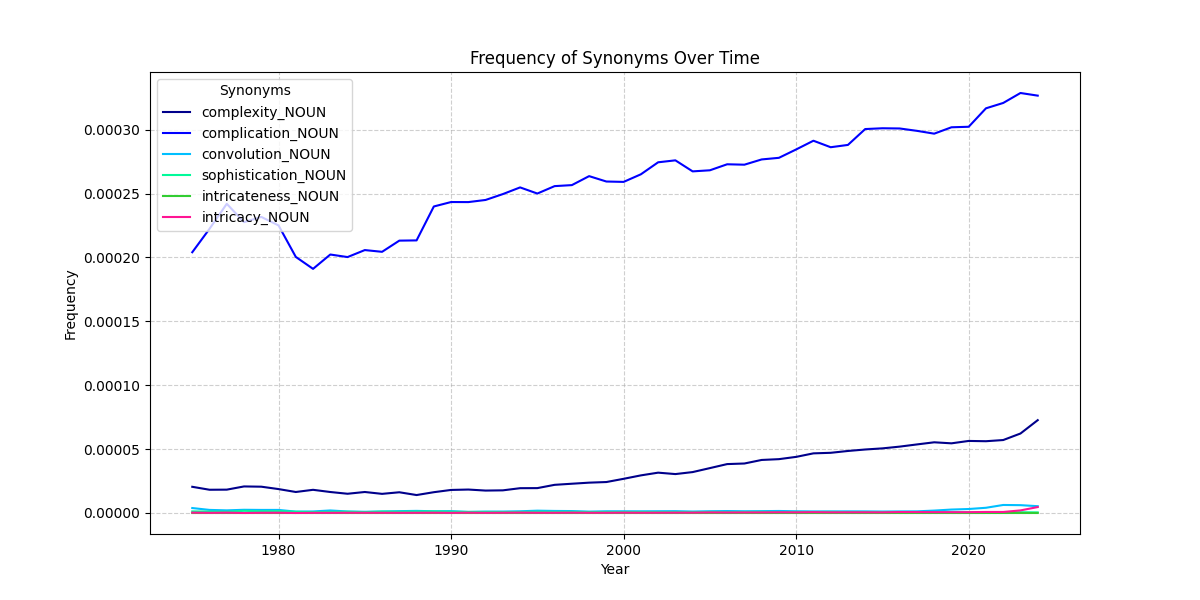 Frequency of Synonyms Over Time
Synonyms
complexity_NOUN
complication_NOUN
convolution_NOUN
sophistication_NOUN
intricateness_NOUN
intricacy_NOUN
0.00030
0.00025
0.00020
0.00015
0.00010
0.00005
0.00000
Frequency
1980
1990
2000
2010
2020
Year